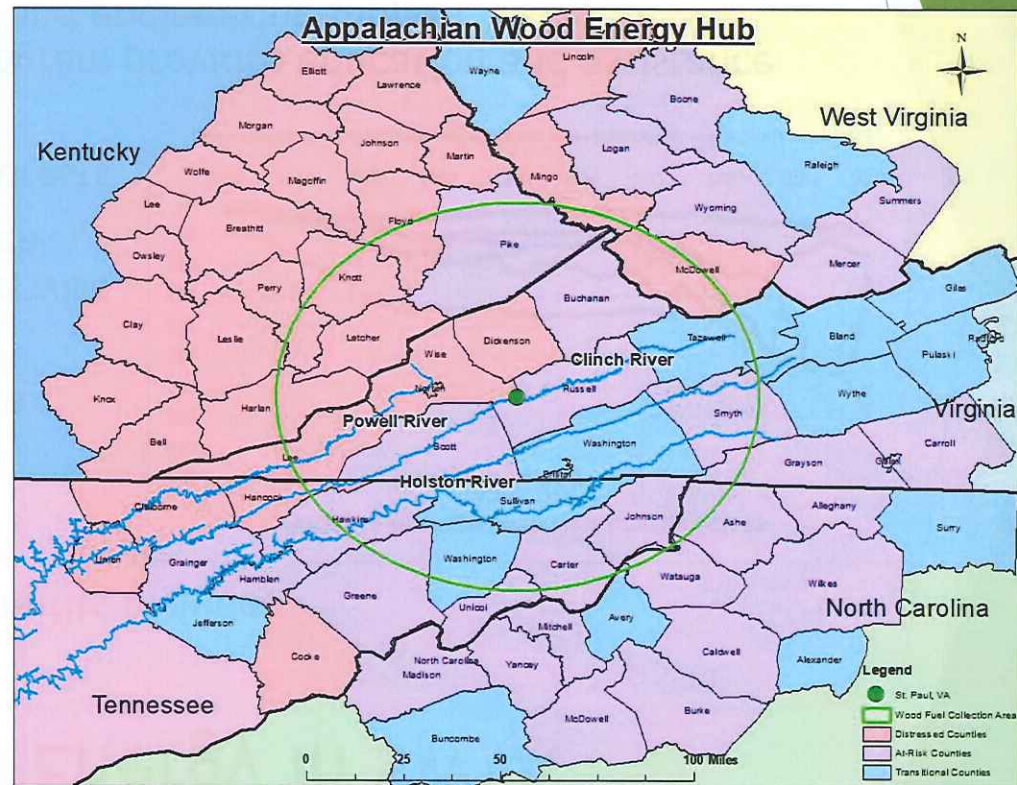 Appalachian Wood Energy Hub
N
Kentucky
West Virginia
Virginia
Tennessee
North Carolina
Elliott
Lawrence
Wayne
Lincoln
Boone
Morgan
Johnson
Martin
Logan
Raleigh
Wolfe
Magoffin
Mingo
Summers
Lee
Floyd
Wyoming
Breathitt
Pike
Owsley
Knott
McDowell
Mercer
Perry
Buchanan
Giles
Clay
Leslie
Letcher
Wise
Dickenson
Tazewell
Bland
Radford
Clinch River
Pulaski
Norton
Russell
Knox
Harlan
Powell River
Smyth
Wythe
Bell
Scott
Washington
Carroll
Lee
Bristol
Grayson
Galax
Holston River
Claiborne
Hancock
Sullivan
Hawkins
Johnson
Ashe
Alleghany
Surry
Union
Grainger
Hamblen
Washington
Carter
Watauga
Wilkes
Greene
Unicoi
Jefferson
Avery
Mitchell
Cocke
North Carolina
Madison
Yancey
Caldwell
Alexander
McDowell
Burke
Buncombe
Legend
St. Paul, VA
Wood Fuel Collection Area
Distressed Counties
At-Risk Counties
Transitional Counties
0 25 50 100 Miles